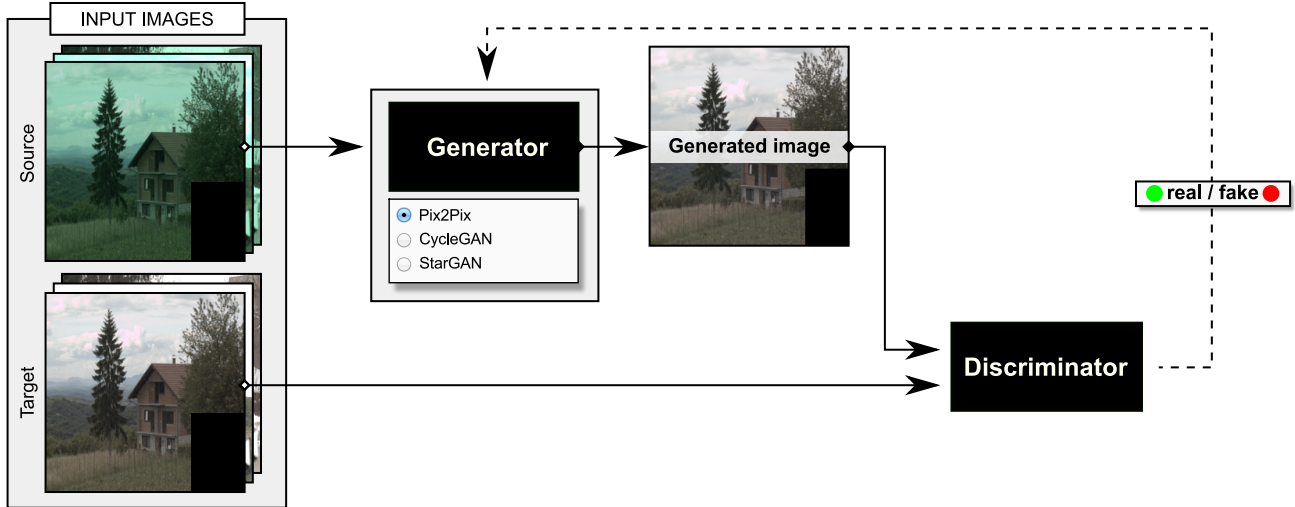 INPUT IMAGES
Source
Target
Generator
Pix2Pix
CycleGAN
StarGAN
Generated image
real / fake
Discriminator